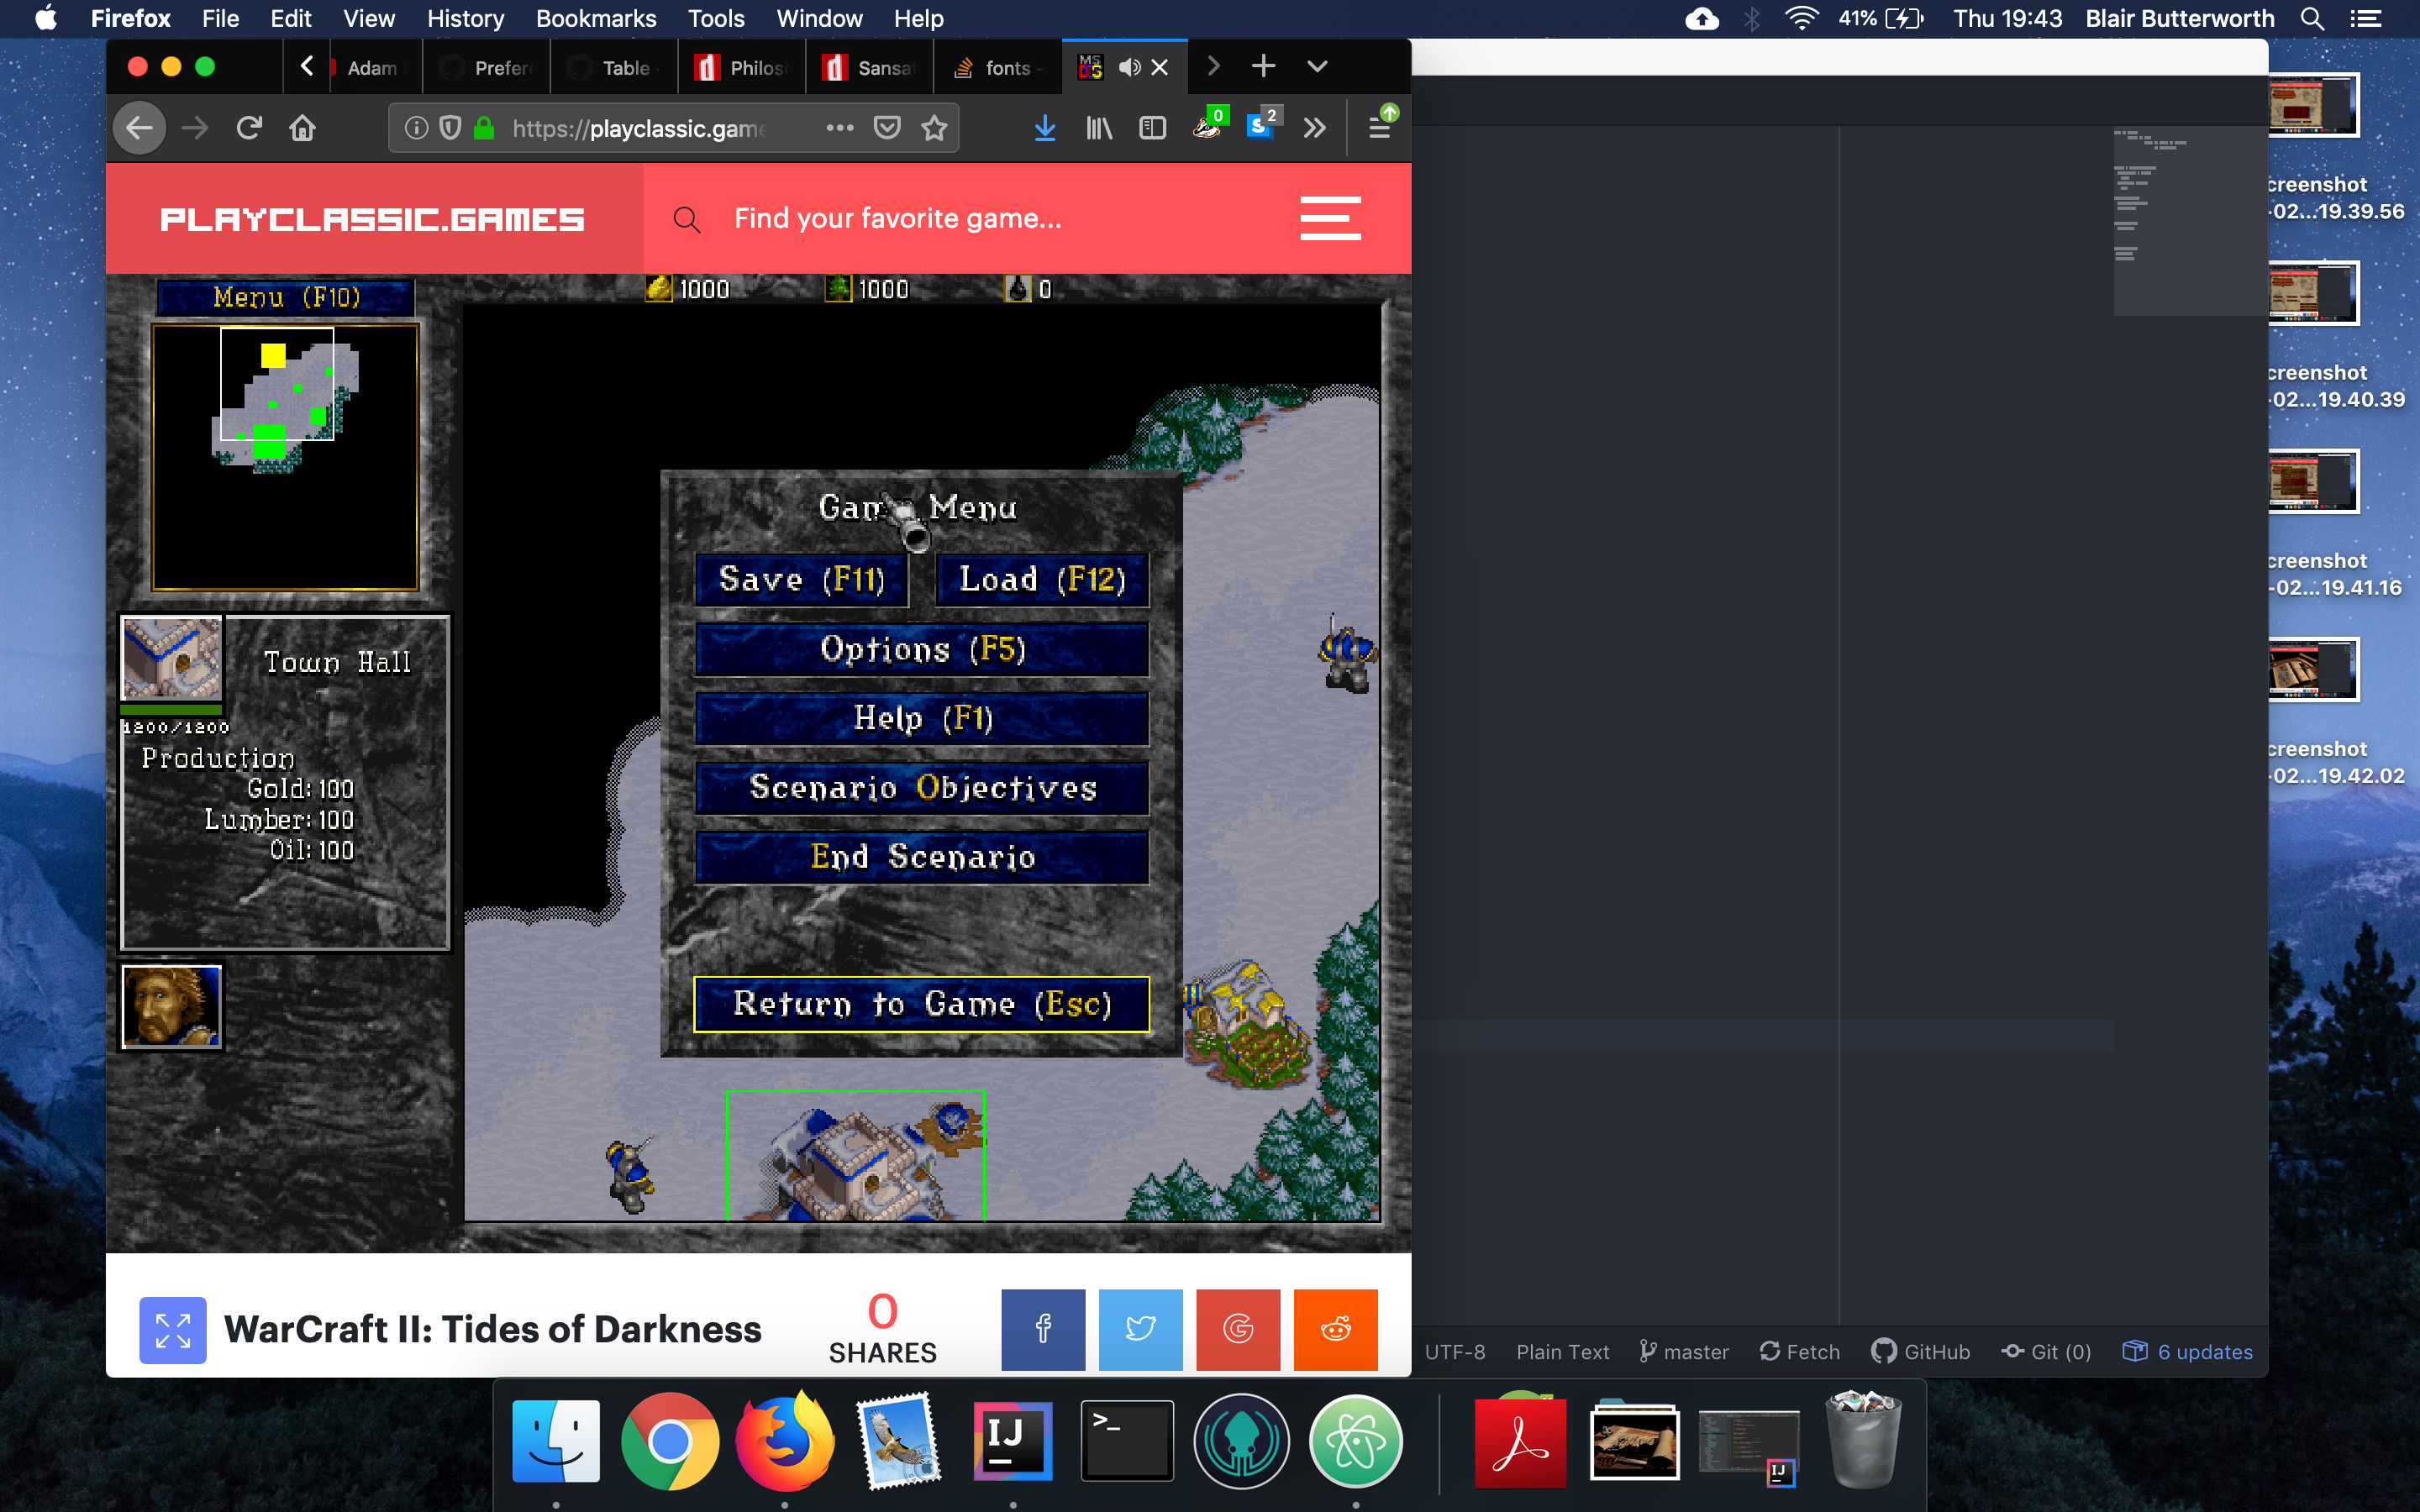 Firefox File Edit View History Bookmarks Tools Window Help 41% Thu 19:43 Blair Butterworth
Adam Prefer Table Philos Sansat fonts -
https://playclassic.game 0 2
PLAYCLASSIC.GAMES Find your favorite game...
Menu (F10) 1000 1000 0
Game Menu
Save (F11) Load (F12)
Options (F5)
Help (F1)
Scenario Objectives
End Scenario
Return to Game (Esc)
Town Hall
1200/1200
Production
Gold: 100
Lumber: 100
Oil: 100
WarCraft II: Tides of Darkness
0
SHARES
creenshot
-02...19.39.56
creenshot
-02...19.40.39
creenshot
-02...19.41.16
creenshot
-02...19.42.02
UTF-8 Plain Text master Fetch GitHub Git (0) 6 updates
IJ
>_
IJ